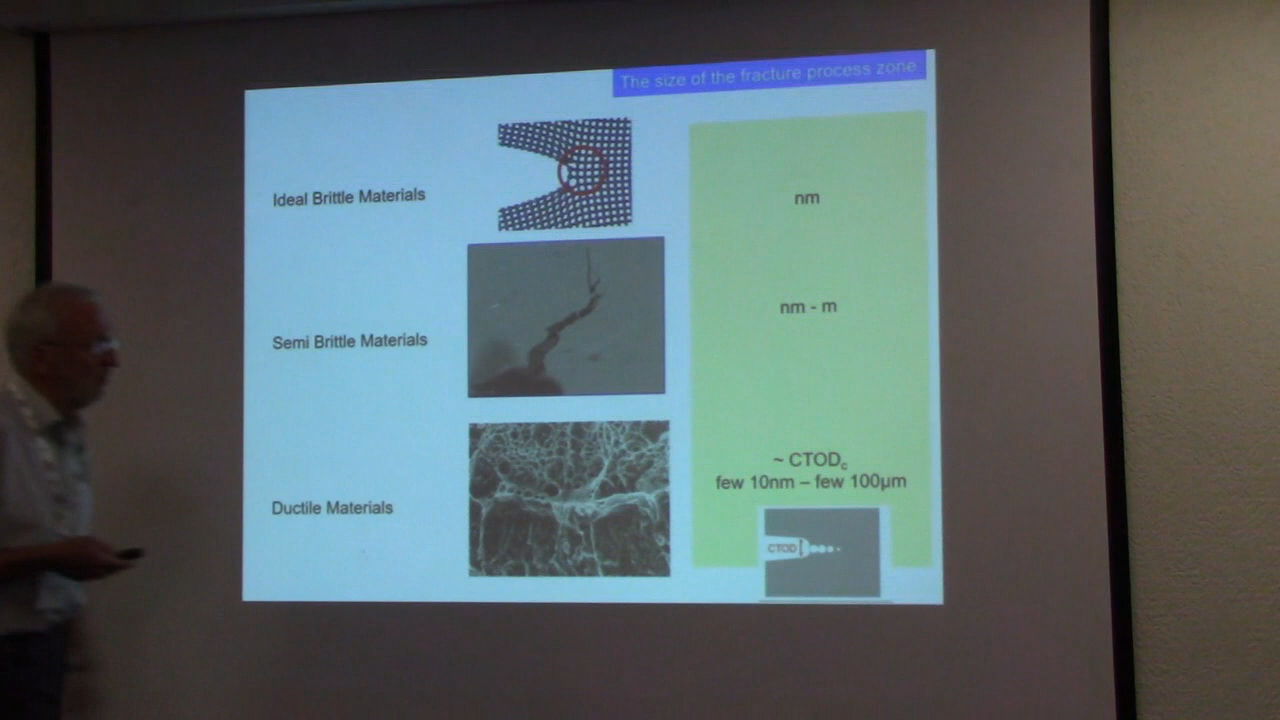 The size of the fracture process zone
Ideal Brittle Materials
nm
Semi Brittle Materials
nm - m
Ductile Materials
~ CTODc
few 10nm – few 100µm
CTOD